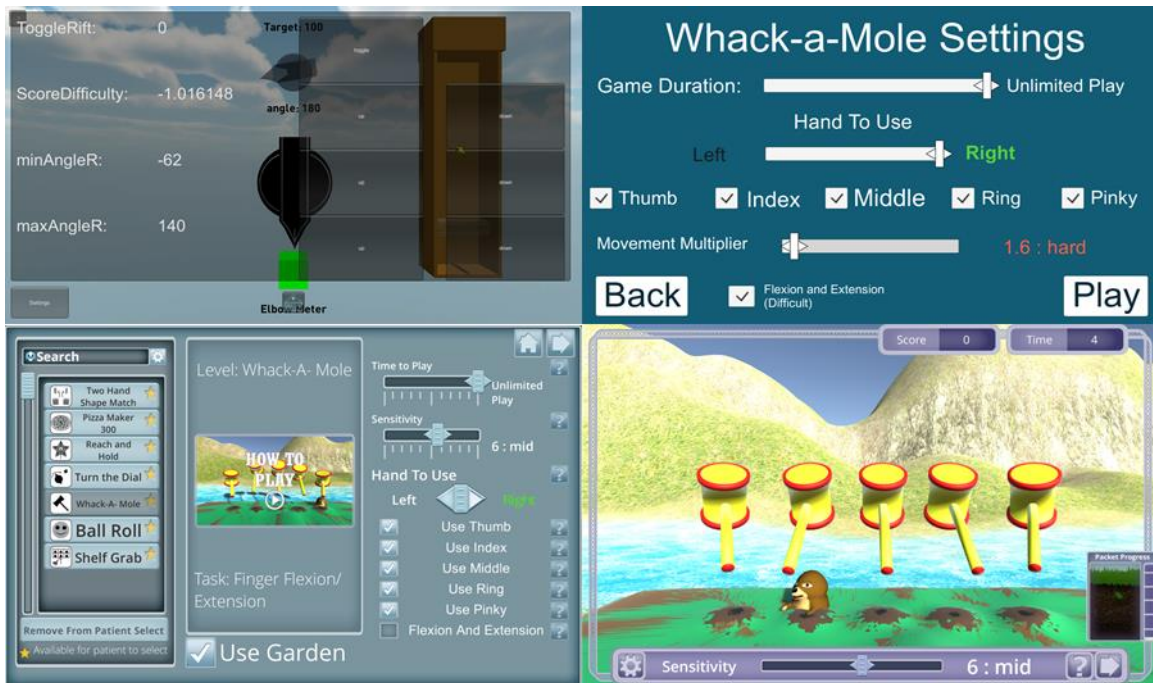 ToggleRift: 0
Target: 100
ScoreDifficulty: -1.016148
angle: 180
minAngleR: -62
maxAngleR: 140
Elbow Meter
Settings
Whack-a-Mole Settings
Game Duration: Unlimited Play
Hand To Use
Left Right
Thumb Index Middle Ring Pinky
Movement Multiplier 1.6 : hard
Back
Flexion and Extension
(Difficult)
Play
Search
Two Hand
Shape Match
Pizza Maker
300
Reach and
Hold
Turn the Dial
Whack-A- Mole
Ball Roll
Shelf Grab
Remove From Patient Select
Available for patient to select
Level: Whack-A- Mole
HOW TO
PLAY
Task: Finger Flexion/
Extension
Use Garden
Time to Play
?
Unlimited
Play
Sensitivity
?
6 : mid
Hand To Use
?
Left Right
Use Thumb ?
Use Index ?
Use Middle ?
Use Ring ?
Use Pinky ?
Flexion And Extension ?
Score 0 Time 4
Packet Progress
Sensitivity 6 : mid ?